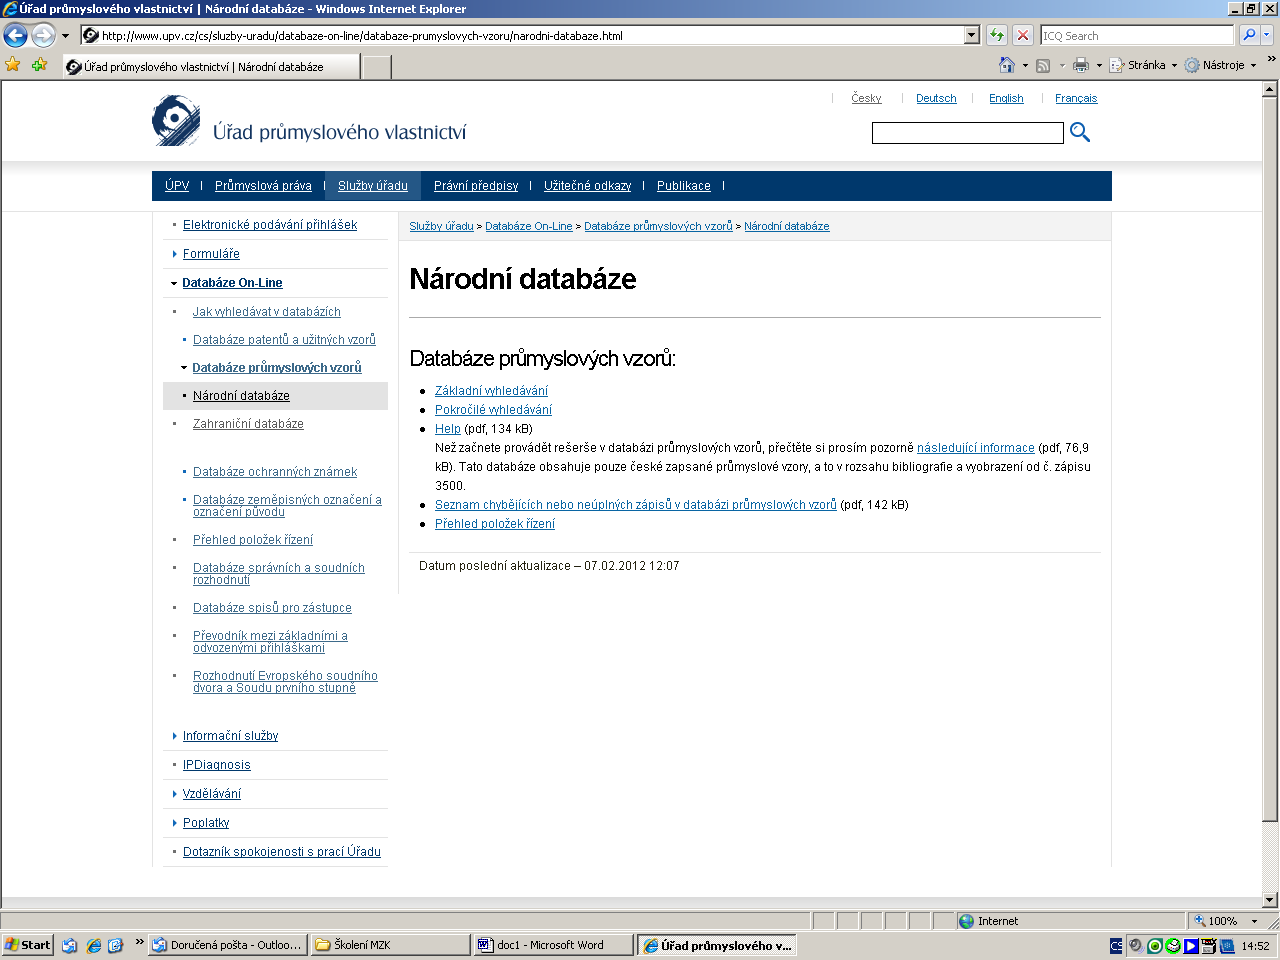 Úřad průmyslového vlastnictví | Národní databáze - Windows Internet Explorer
http://www.upv.cz/cs/sluzby-uradu/databaze-on-line/databaze-prumyslovych-vzoru/narodni-databaze.html
ICQ Search
Úřad průmyslového vlastnictví | Národní databáze
Stránka
Nástroje
Česky | Deutsch | English | Français
Úřad průmyslového vlastnictví
ÚPV | Průmyslová práva | Služby úřadu | Právní předpisy | Užitečné odkazy | Publikace |
Elektronické podávání přihlášek
Formuláře
Databáze On-Line
Jak vyhledávat v databázích
Databáze patentů a užitných vzorů
Databáze průmyslových vzorů
Národní databáze
Zahraniční databáze
Databáze ochranných známek
Databáze zeměpisných označení a
označení původu
Přehled položek řízení
Databáze správních a soudních
rozhodnutí
Databáze spisů pro zástupce
Převodník mezi základními a
odvozenými přihláškami
Rozhodnutí Evropského soudního
dvora a Soudu prvního stupně
Informační služby
IPDiagnosis
Vzdělávání
Poplatky
Dotazník spokojenosti s prací Úřadu
Služby úřadu > Databáze On-Line > Databáze průmyslových vzorů > Národní databáze
Národní databáze
Databáze průmyslových vzorů:
Základní vyhledávání
Pokročilé vyhledávání
Help (pdf, 134 kB)
Než začnete provádět rešerše v databázi průmyslových vzorů, přečtěte si prosím pozorně následující informace (pdf, 76,9
kB). Tato databáze obsahuje pouze české zapsané průmyslové vzory, a to v rozsahu bibliografie a vyobrazení od č. zápisu
3500.
Seznam chybějících nebo neúplných zápisů v databázi průmyslových vzorů (pdf, 142 kB)
Přehled položek řízení
Datum poslední aktualizace – 07.02.2012 12:07
Internet
100%
Start
Doručená pošta - Outloo...
Školení MZK
doc1 - Microsoft Word
Úřad průmyslového v...
CS
14:52